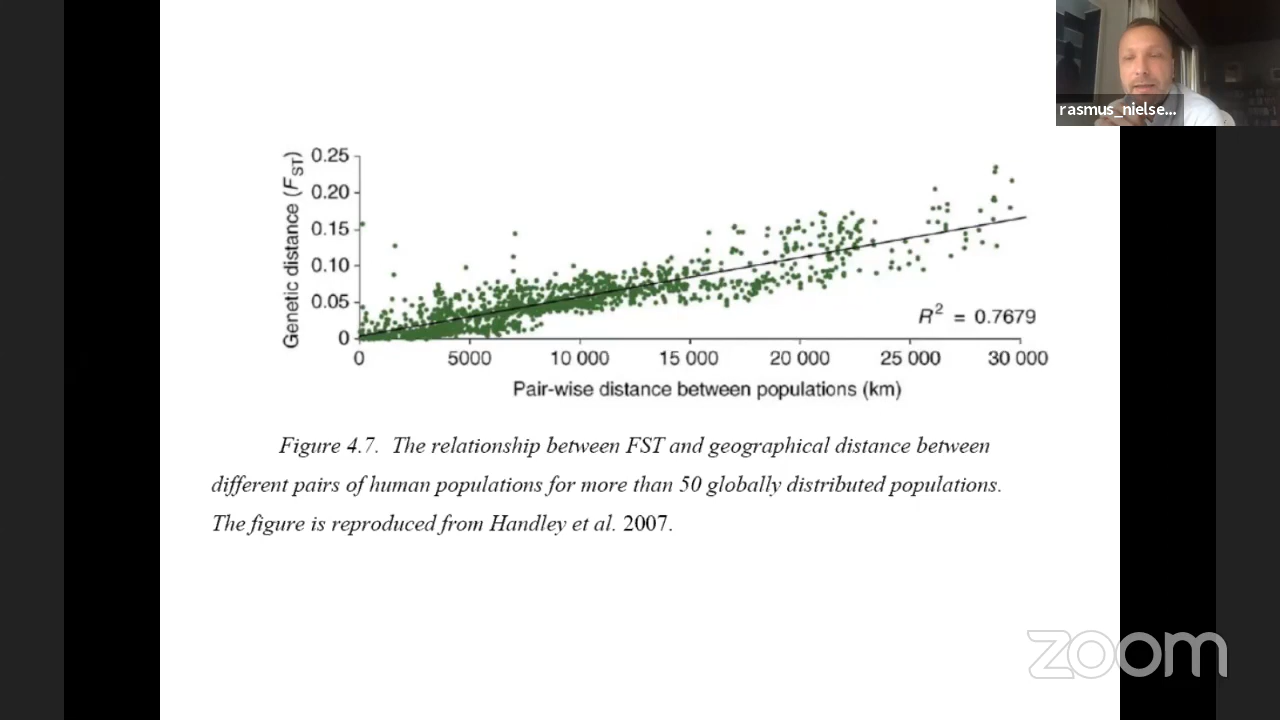 rasmus_nielse...
0.25
0.20
0.15
0.10
0.05
0
Genetic distance (FST)
R2 = 0.7679
0 5000 10 000 15 000 20 000 25 000 30 000
Pair-wise distance between populations (km)
Figure 4.7. The relationship between FST and geographical distance between
different pairs of human populations for more than 50 globally distributed populations.
The figure is reproduced from Handley et al. 2007.
zoom